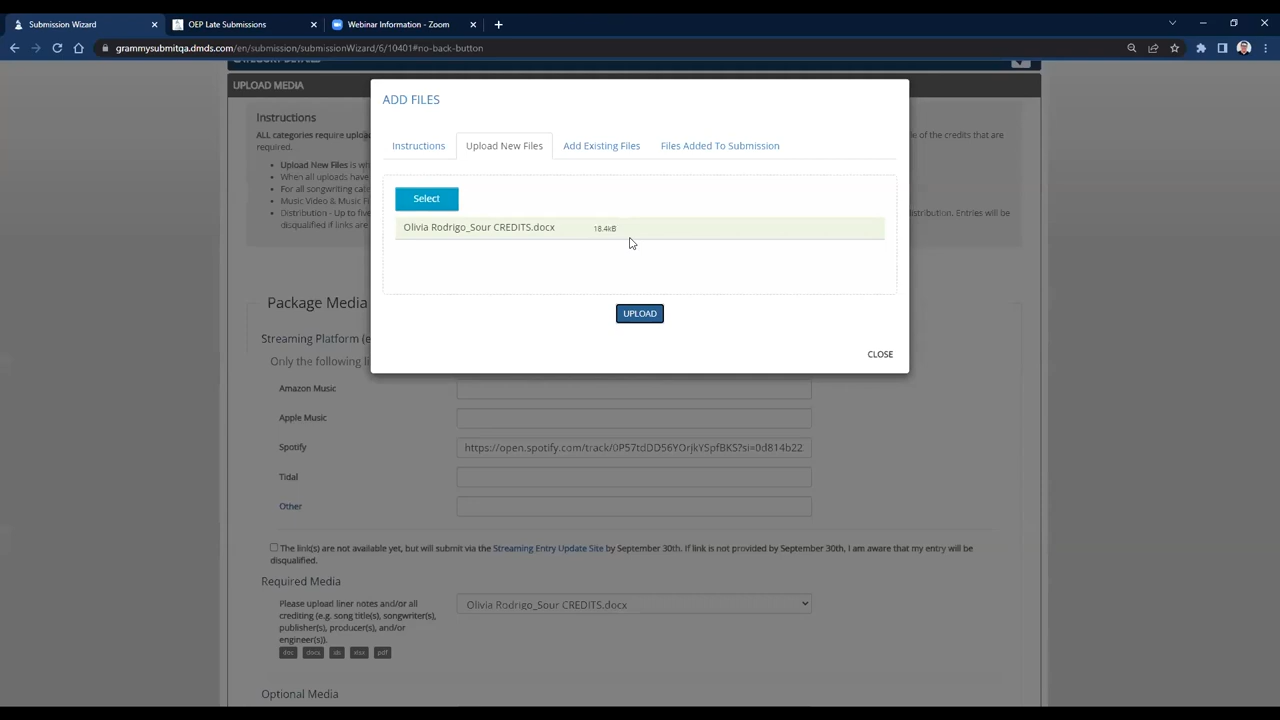 Submission Wizard
OEP Late Submissions
Webinar Information - Zoom
grammysubmitqa.dmds.com/en/submission/submissionWizard/6/10401#no-back-button
UPLOAD MEDIA
Instructions
ADD FILES
Instructions
Upload New Files
Add Existing Files
Files Added To Submission
Select
Olivia Rodrigo_Sour CREDITS.docx 18.4kB
UPLOAD
CLOSE
ALL categories require
le of the credits that are
required.
Upload New Files is
When all uploads have
For all songwriting
Music Video & Music
Distribution - Up to
distribution. Entries will be
disqualified if links are
Package Media
Streaming Platform
Only the following
Amazon Music
Apple Music
Spotify https://open.spotify.com/track/0P57tdDD56YOrjkYSpfBKS?si=0d814b22
Tidal
Other
The link(s) are not available yet, but will submit via the Streaming Entry Update Site by September 30th. If link is not provided by September 30th, I am aware that my entry will be
disqualified.
Required Media
Please upload liner notes and/or all
crediting (e.g. song title(s), songwriter(s),
publisher(s), producer(s), and/or
engineer(s)).
Olivia Rodrigo_Sour CREDITS.docx
doc docx xls xlsx pdf
Optional Media